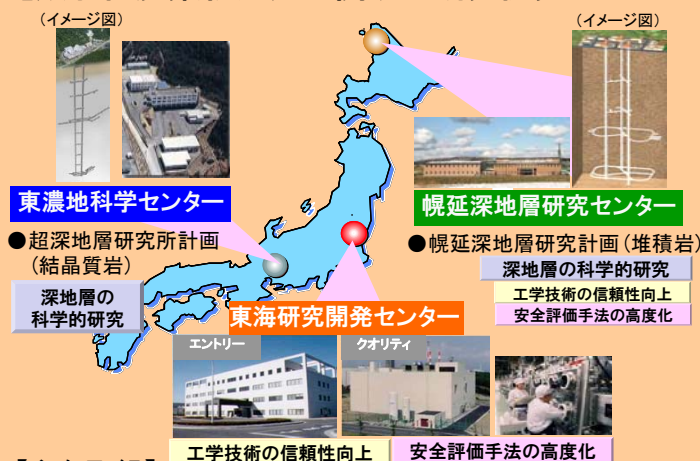 （イメージ図）
（イメージ図）
東濃地科学センター
幌延深地層研究センター
●超深地層研究所計画
（結晶質岩）
●幌延深地層研究計画（堆積岩）
深地層の
科学的研究
深地層の科学的研究
工学技術の信頼性向上
安全評価手法の高度化
東海研究開発センター
エントリー
クオリティ
工学技術の信頼性向上
安全評価手法の高度化